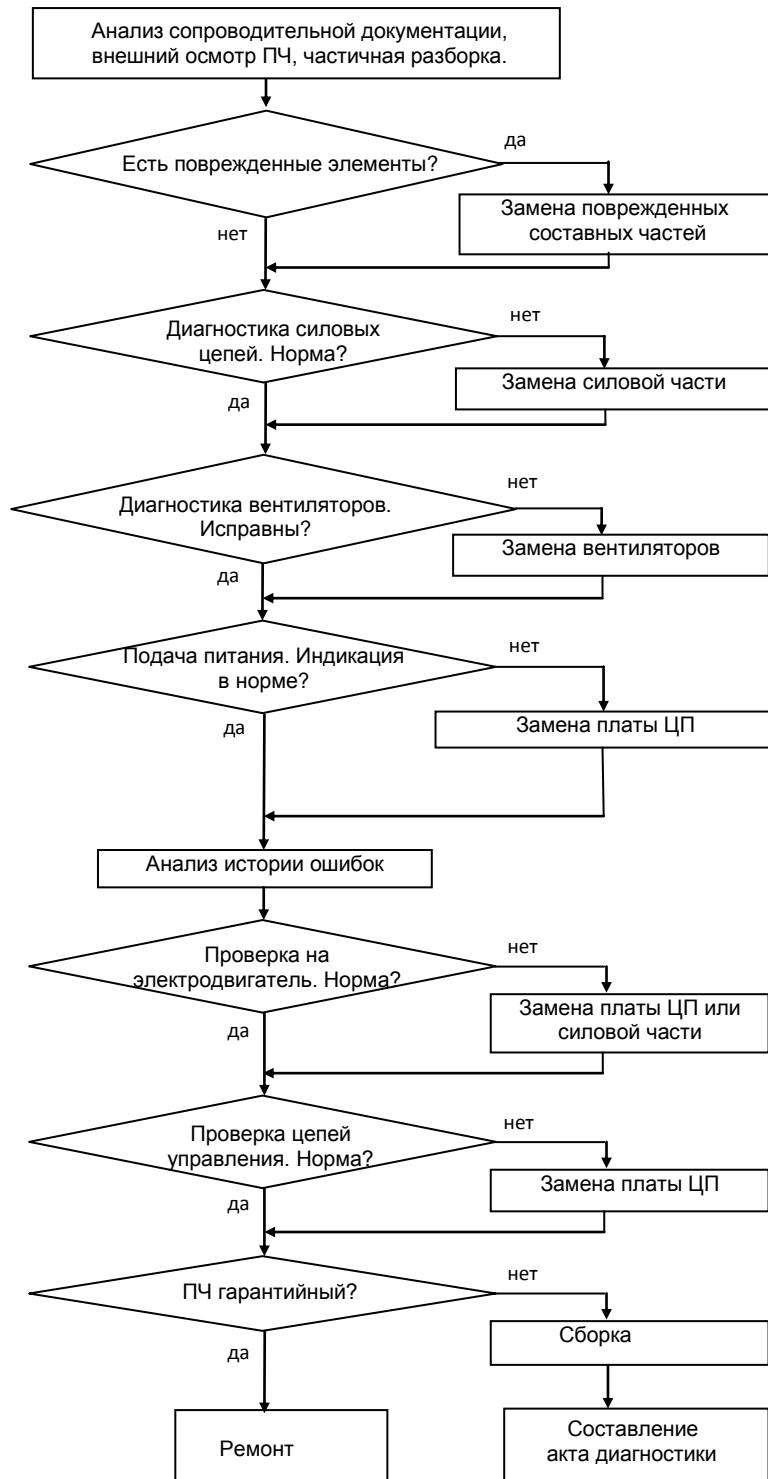 Анализ сопроводительной документации,
внешний осмотр ПЧ, частичная разборка.
да
Есть поврежденные элементы?
Замена поврежденных
составных частей
нет
нет
Диагностика силовых
цепей. Норма?
Замена силовой части
да
нет
Диагностика вентиляторов.
Исправны?
Замена вентиляторов
да
нет
Подача питания. Индикация
в норме?
Замена платы ЦП
да
Анализ истории ошибок
нет
Проверка на
электродвигатель. Норма?
Замена платы ЦП или
силовой части
да
нет
Проверка цепей
управления. Норма?
Замена платы ЦП
да
нет
ПЧ гарантийный?
Сборка
да
Ремонт
Составление
акта диагностики